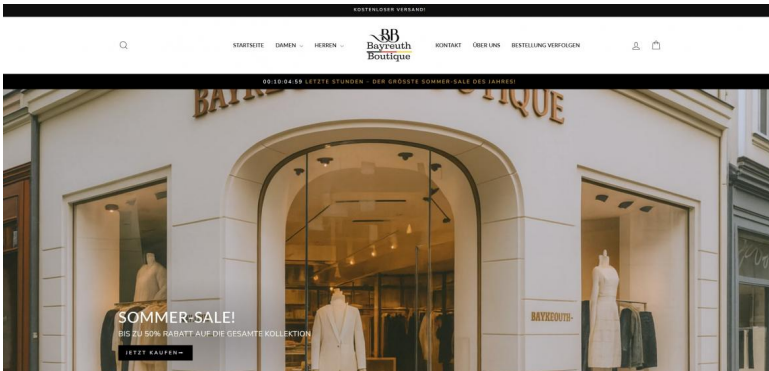 KOSTENLOSER VERSAND!
STARTSEITE DAMEN HERREN
BB
Bayreuth
Boutique
KONTAKT ÜBER UNS BESTELLUNG VERFOLGEN
00:10:04:59 LETZTE STUNDEN – DER GRÖSSTE SOMMER-SALE DES JAHRES!
SOMMER-SALE!
BIS ZU 50% RABATT AUF DIE GESAMTE KOLLEKTION
JETZT KAUFEN